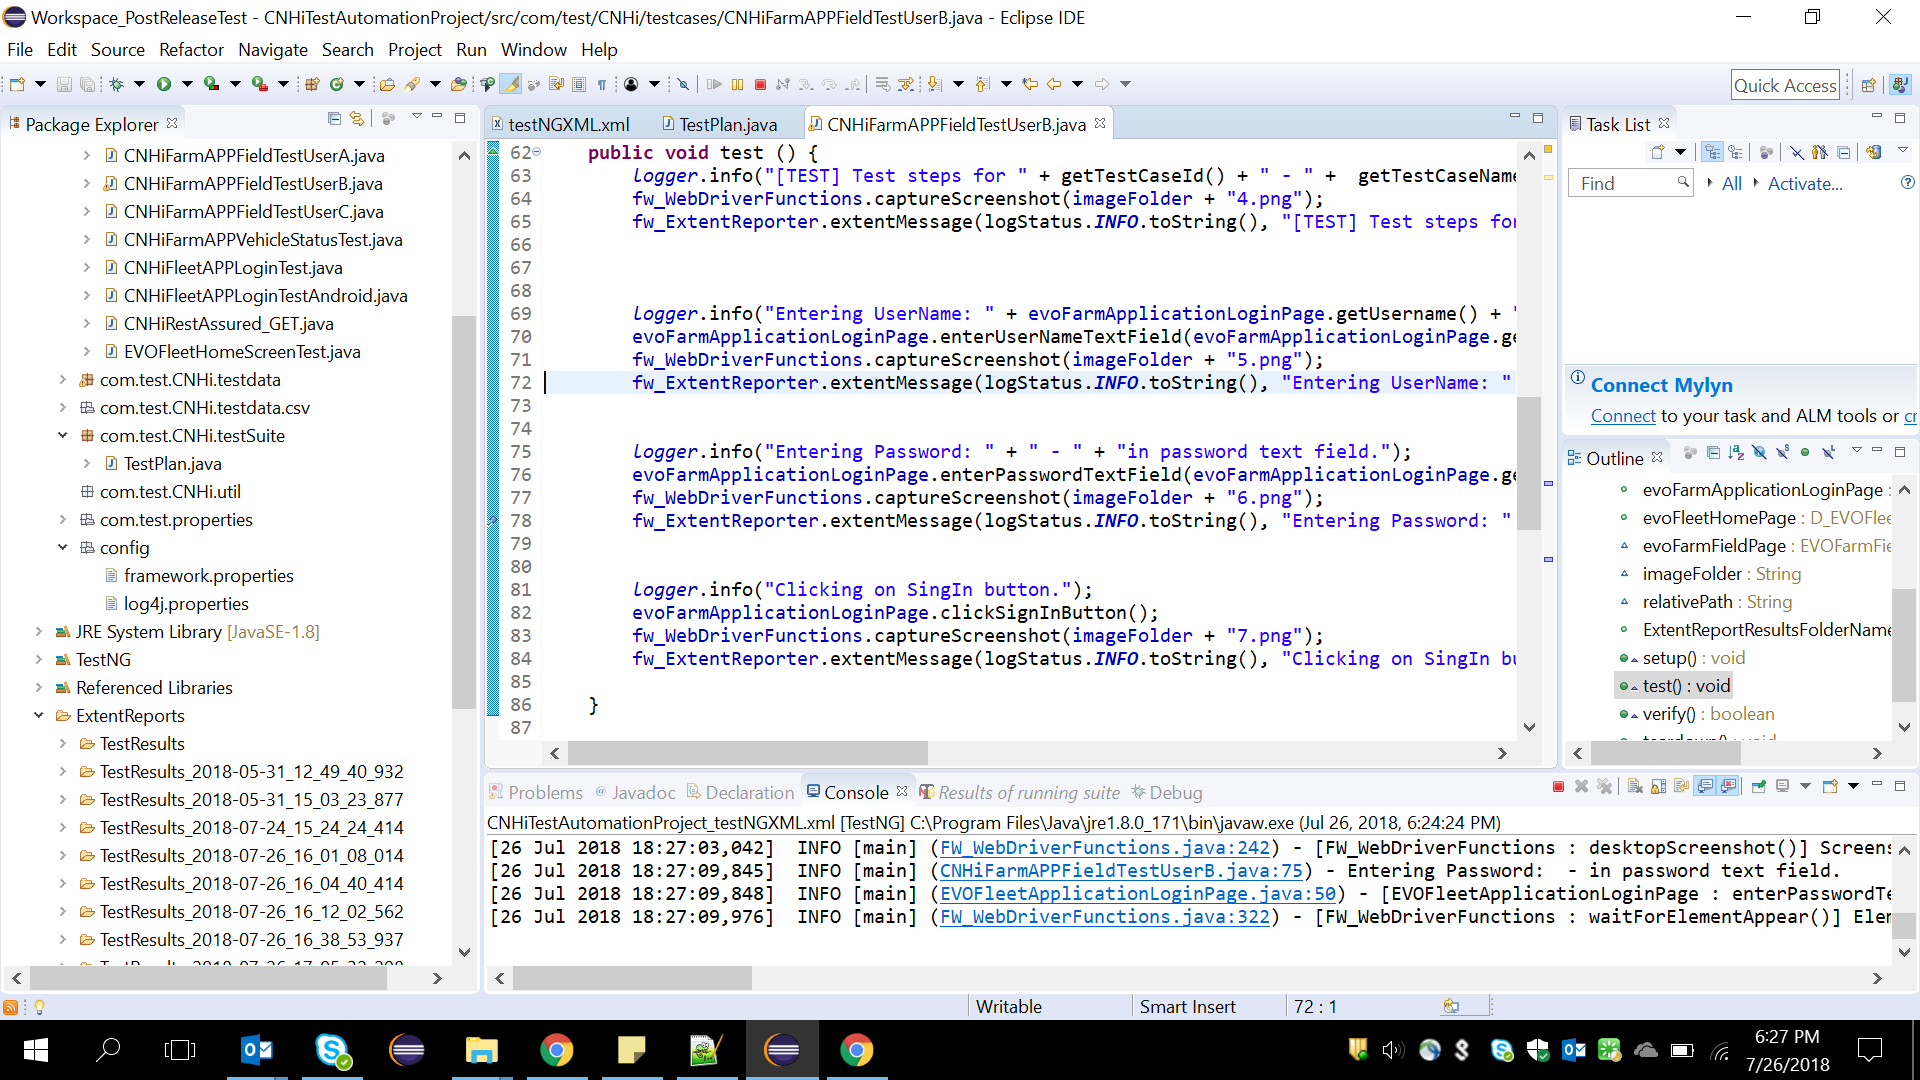 Workspace_PostReleaseTest - CNHiTestAutomationProject/src/com/test/CNHi/testcases/CNHiFarmAPPFieldTestUserB.java - Eclipse IDE
File Edit Source Refactor Navigate Search Project Run Window Help
Quick Access
Package Explorer
CNHiFarmAPPFieldTestUserA.java
CNHiFarmAPPFieldTestUserB.java
CNHiFarmAPPFieldTestUserC.java
CNHiFarmAPPVehicleStatusTest.java
CNHiFleetAPPLoginTest.java
CNHiFleetAPPLoginTestAndroid.java
CNHiRestAssured_GET.java
EVOFleetHomeScreenTest.java
com.test.CNHi.testdata
com.test.CNHi.testdata.csv
com.test.CNHi.testSuite
TestPlan.java
com.test.CNHi.util
com.test.properties
config
framework.properties
log4j.properties
JRE System Library [JavaSE-1.8]
TestNG
Referenced Libraries
ExtentReports
TestResults
TestResults_2018-05-31_12_49_40_932
TestResults_2018-05-31_15_03_23_877
TestResults_2018-07-24_15_24_24_414
TestResults_2018-07-26_16_01_08_014
TestResults_2018-07-26_16_04_40_414
TestResults_2018-07-26_16_12_02_562
TestResults_2018-07-26_16_38_53_937
testNGXML.xml TestPlan.java CNHiFarmAPPFieldTestUserB.java
62 public void test () {
63 logger.info("[TEST] Test steps for " + getTestCaseId() + " - " + getTestCaseName
64 fw_WebDriverFunctions.captureScreenshot(imageFolder + "4.png");
65 fw_ExtentReporter.extentMessage(logStatus.INFO.toString(), "[TEST] Test steps for
66
67
68
69 logger.info("Entering UserName: " + evoFarmApplicationLoginPage.getUsername() + "
70 evoFarmApplicationLoginPage.enterUserNameTextField(evoFarmApplicationLoginPage.ge
71 fw_WebDriverFunctions.captureScreenshot(imageFolder + "5.png");
72 fw_ExtentReporter.extentMessage(logStatus.INFO.toString(), "Entering UserName: "
73
74
75 logger.info("Entering Password: " + " - " + "in password text field.");
76 evoFarmApplicationLoginPage.enterPasswordTextField(evoFarmApplicationLoginPage.ge
77 fw_WebDriverFunctions.captureScreenshot(imageFolder + "6.png");
78 fw_ExtentReporter.extentMessage(logStatus.INFO.toString(), "Entering Password: "
79
80
81 logger.info("Clicking on SingIn button.");
82 evoFarmApplicationLoginPage.clickSignInButton();
83 fw_WebDriverFunctions.captureScreenshot(imageFolder + "7.png");
84 fw_ExtentReporter.extentMessage(logStatus.INFO.toString(), "Clicking on SingIn bu
85
86 }
87
Task List
Find All Activate...
Connect Mylyn
Connect to your task and ALM tools or cr
Outline
evoFarmApplicationLoginPage :
evoFleetHomePage : D_EVOFlee
evoFarmFieldPage : EVOFarmFie
imageFolder : String
relativePath : String
ExtentReportResultsFolderName
setup() : void
test() : void
verify() : boolean
Problems Javadoc Declaration Console Results of running suite Debug
CNHiTestAutomationProject_testNGXML.xml [TestNG] C:\Program Files\Java\jre1.8.0_171\bin\javaw.exe (Jul 26, 2018, 6:24:24 PM)
[26 Jul 2018 18:27:03,042] INFO [main] (FW_WebDriverFunctions.java:242) - [FW_WebDriverFunctions : desktopScreenshot()] Screens
[26 Jul 2018 18:27:09,845] INFO [main] (CNHiFarmAPPFieldTestUserB.java:75) - Entering Password:  - in password text field.
[26 Jul 2018 18:27:09,848] INFO [main] (EVOFleetApplicationLoginPage.java:50) - [EVOFleetApplicationLoginPage : enterPasswordTe
[26 Jul 2018 18:27:09,976] INFO [main] (FW_WebDriverFunctions.java:322) - [FW_WebDriverFunctions : waitForElementAppear()] Elem
Writable Smart Insert 72 : 1
6:27 PM
7/26/2018